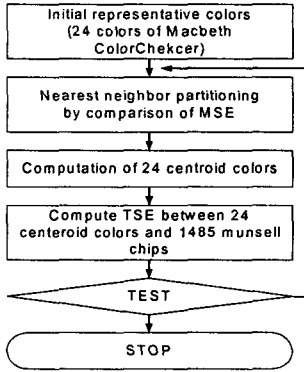 Initial representative colors
(24 colors of Macbeth
ColorChekcer)
Nearest neighbor partitioning
by comparison of MSE
Computation of 24 centroid colors
Compute TSE between 24
centeroid colors and 1485 munsell
chips
TEST
STOP